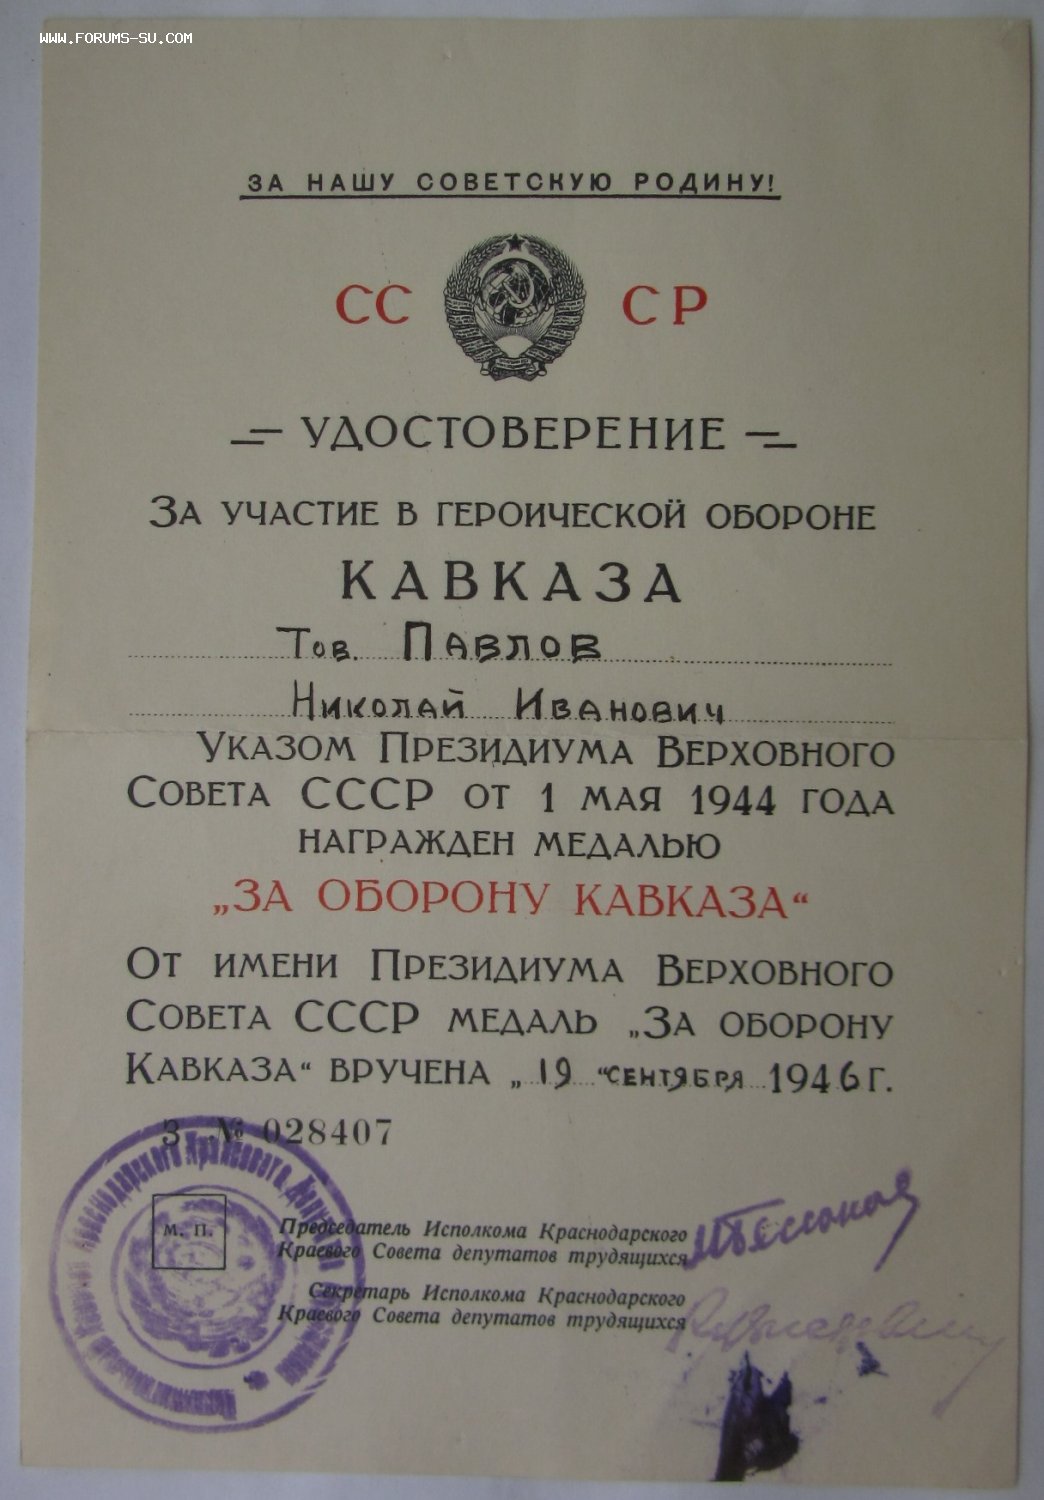 www.forums-su.com
ЗА НАШУ СОВЕТСКУЮ РОДИНУ!
СС СР
УДОСТОВЕРЕНИЕ
ЗА УЧАСТИЕ В ГЕРОИЧЕСКОЙ ОБОРОНЕ
КАВКАЗА
Тов. ПАВЛОВ
Николай Иванович
УКАЗОМ ПРЕЗИДИУМА ВЕРХОВНОГО
СОВЕТА СССР ОТ 1 МАЯ 1944 ГОДА
НАГРАЖДЕН МЕДАЛЬЮ
„ЗА ОБОРОНУ КАВКАЗА“
ОТ ИМЕНИ ПРЕЗИДИУМА ВЕРХОВНОГО
СОВЕТА СССР МЕДАЛЬ „ЗА ОБОРОНУ
КАВКАЗА“ ВРУЧЕНА „19“ СЕНТЯБРЯ 1946 Г.
З № 028407
М. П.
Председатель Исполкома Краснодарского
Краевого Совета депутатов трудящихся
Секретарь Исполкома Краснодарского
Краевого Совета депутатов трудящихся